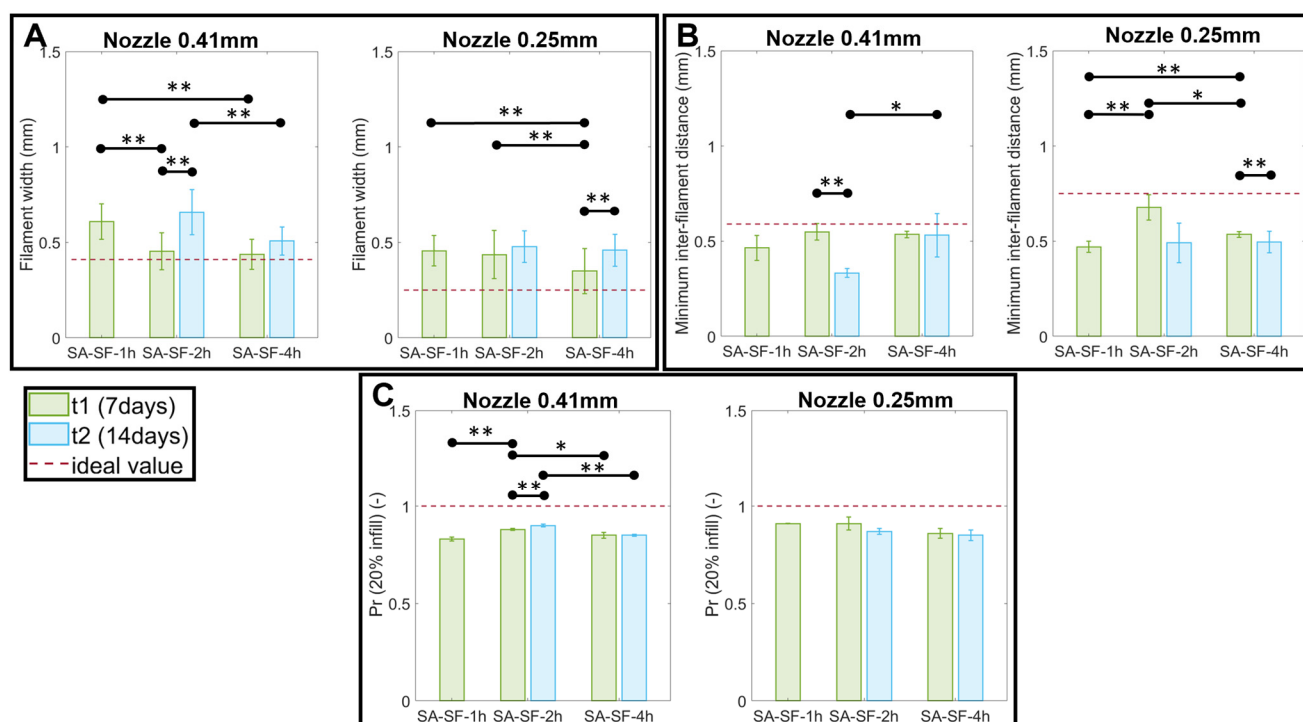 A
Nozzle 0.41mm
Filament width (mm)
1.5
1
0.5
0
**
**
**
**
SA-SF-1h
SA-SF-2h
SA-SF-4h
Nozzle 0.25mm
Filament width (mm)
1.5
1
0.5
0
**
**
**
SA-SF-1h
SA-SF-2h
SA-SF-4h
B
Nozzle 0.41mm
Minimum inter-filament distance (mm)
1.5
1
0.5
0
*
**
SA-SF-1h
SA-SF-2h
SA-SF-4h
Nozzle 0.25mm
Minimum inter-filament distance (mm)
1.5
1
0.5
0
**
*
**
**
SA-SF-1h
SA-SF-2h
SA-SF-4h
t1 (7days)
t2 (14days)
ideal value
C
Nozzle 0.41mm
Pr (20% infill) (-)
1.5
1
0.5
0
**
*
**
**
SA-SF-1h
SA-SF-2h
SA-SF-4h
Nozzle 0.25mm
Pr (20% infill) (-)
1.5
1
0.5
0
SA-SF-1h
SA-SF-2h
SA-SF-4h